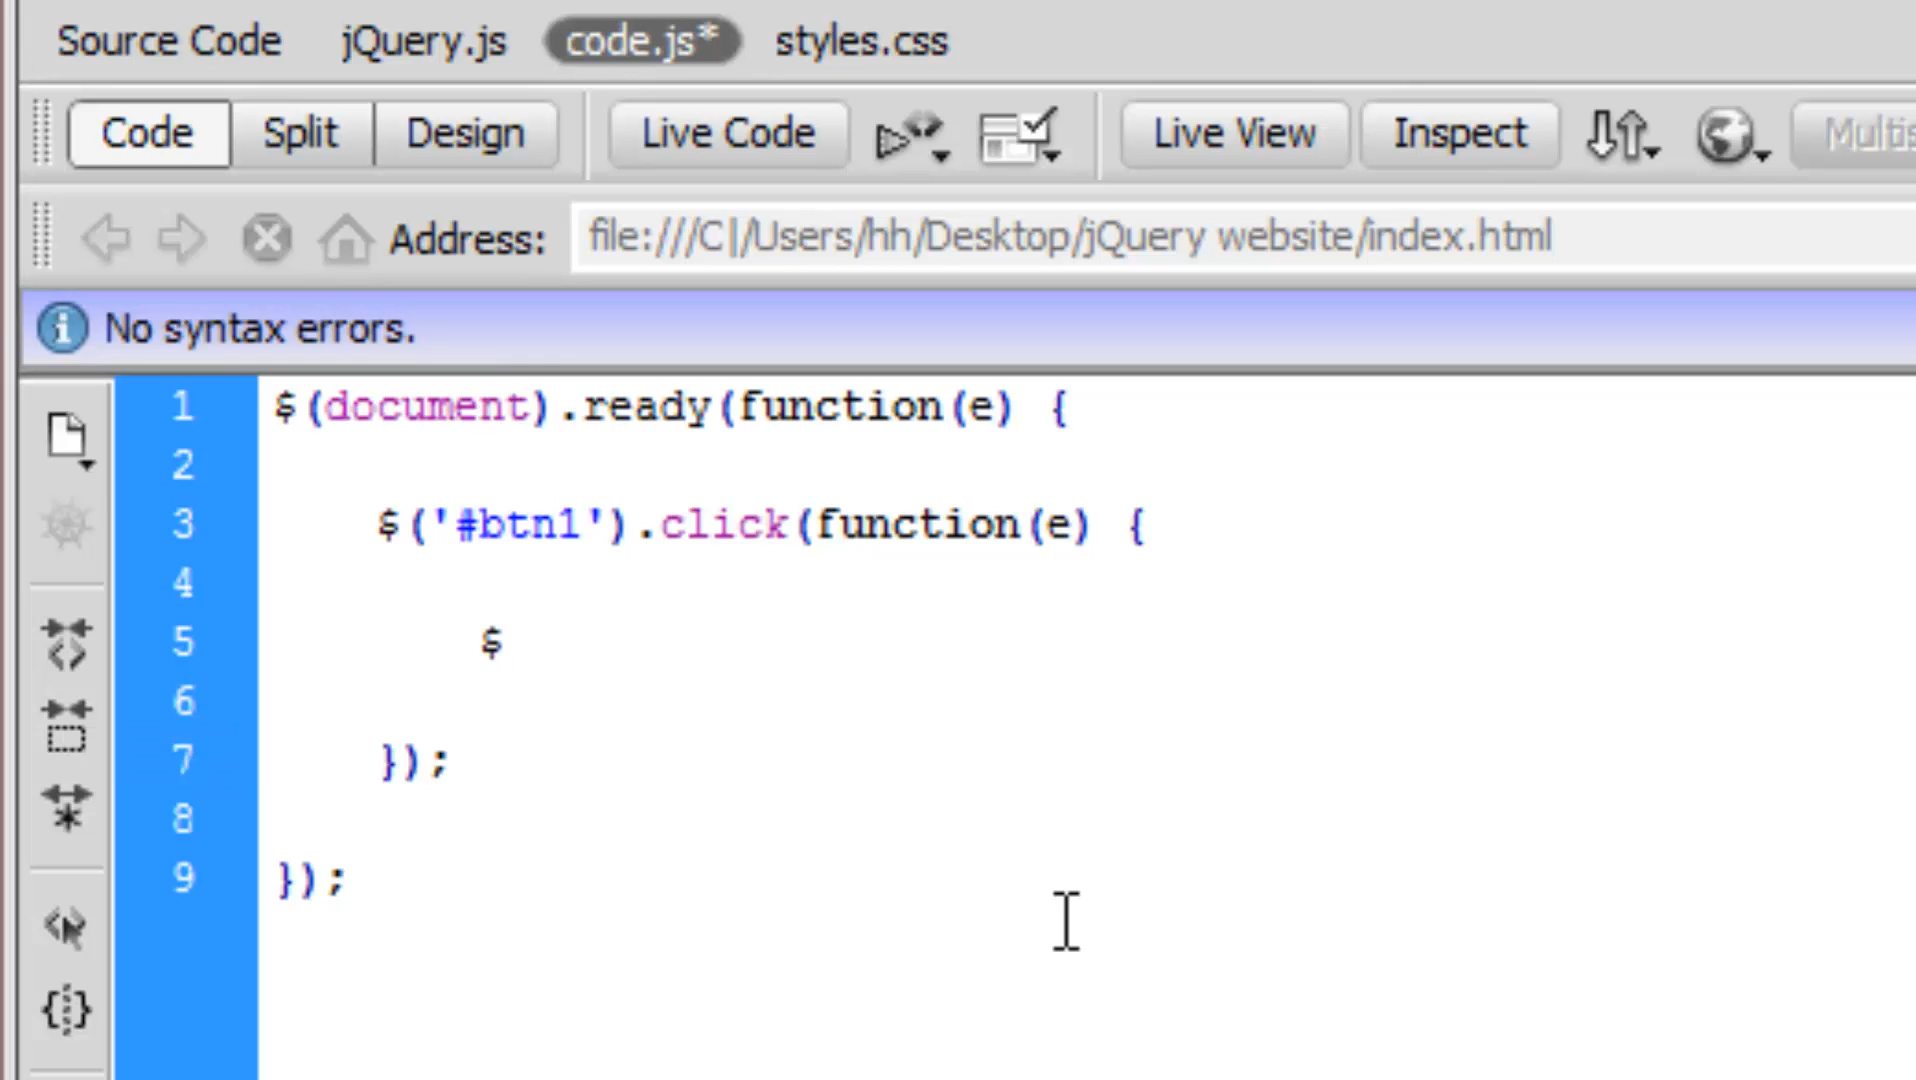 Source Code jQuery.js code.js* styles.css
Code Split Design Live Code Live View Inspect
Address: file:///C|/Users/hh/Desktop/jQuery website/index.html
No syntax errors.
1 $(document).ready(function(e) {
2
3 $('#btn1').click(function(e) {
4
5 $
6
7 });
8
9 });